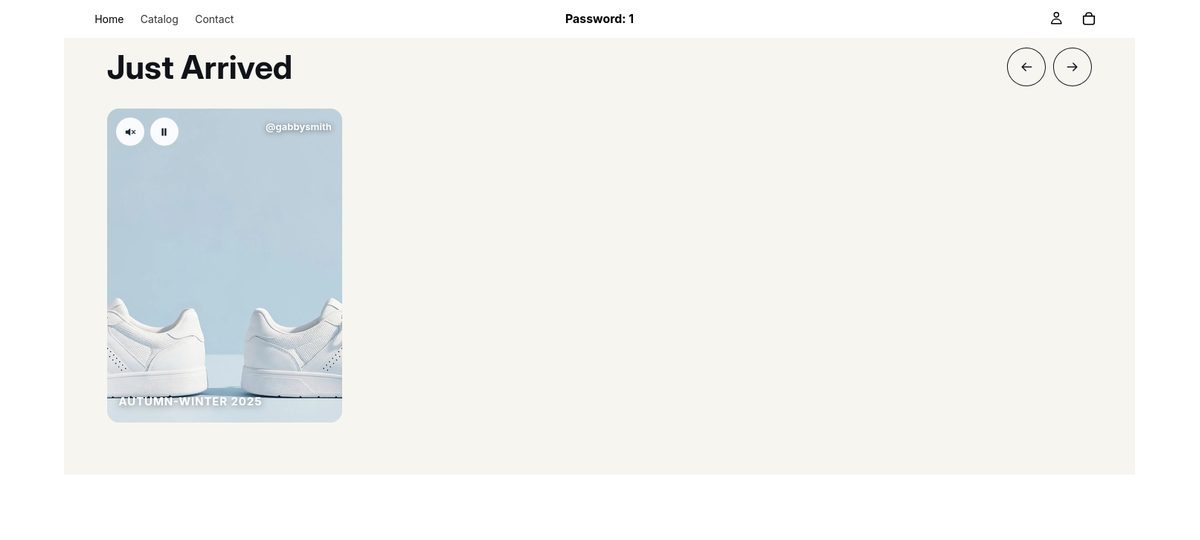 Home Catalog Contact
Password: 1
Just Arrived
@gabbysmith
AUTUMN-WINTER 2025